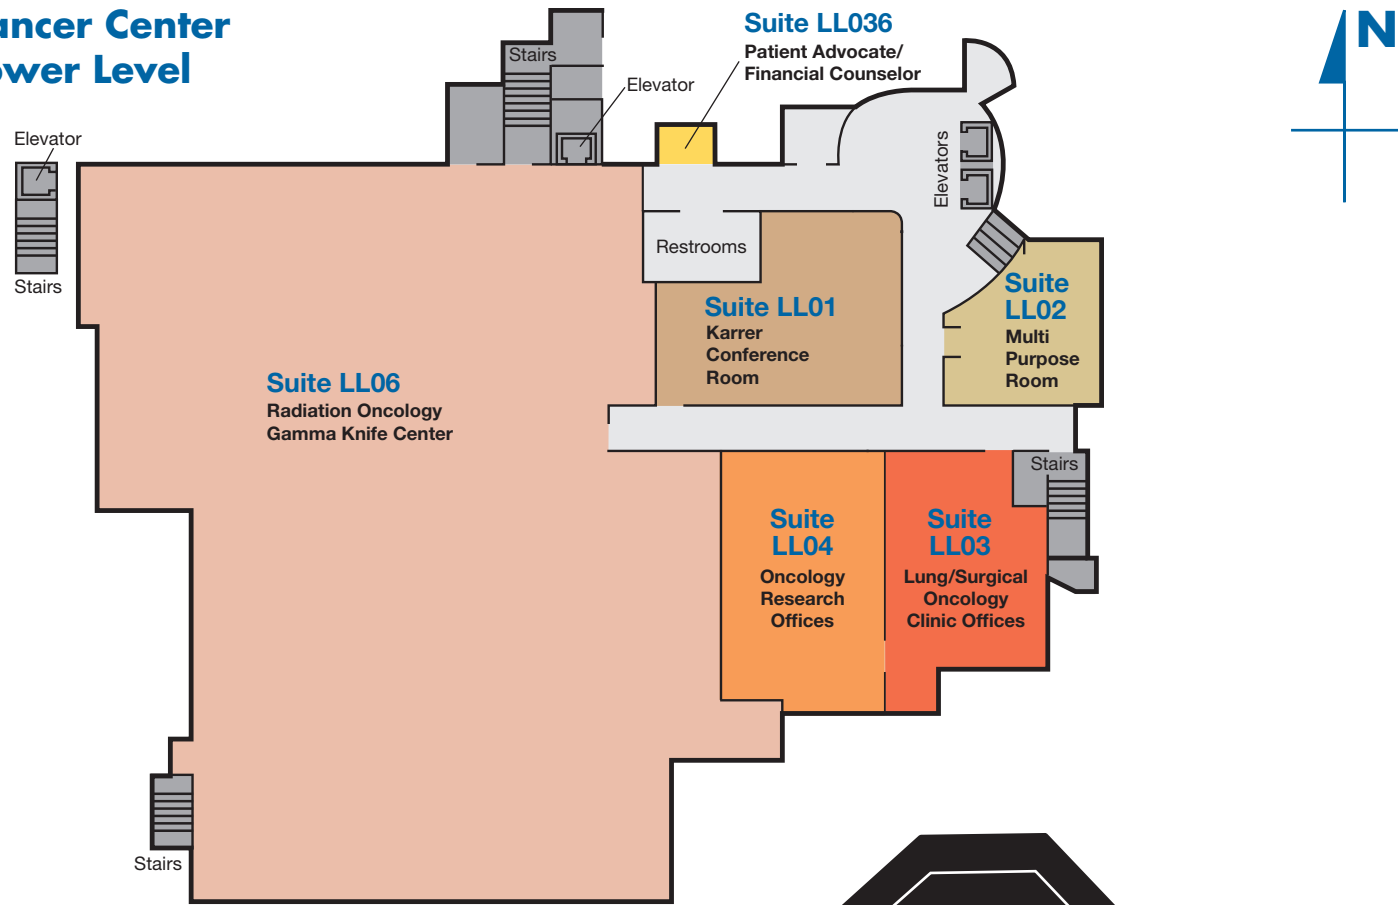 ancer Center
ower Level
N
Suite LL036
Patient Advocate/
Financial Counselor
Stairs
Elevator
Elevator
Elevators
Restrooms
Stairs
Suite LL01
Karrer
Conference
Room
Suite
LL02
Multi
Purpose
Room
Suite LL06
Radiation Oncology
Gamma Knife Center
Stairs
Suite
LL04
Oncology
Research
Offices
Suite
LL03
Lung/Surgical
Oncology
Clinic Offices
Stairs